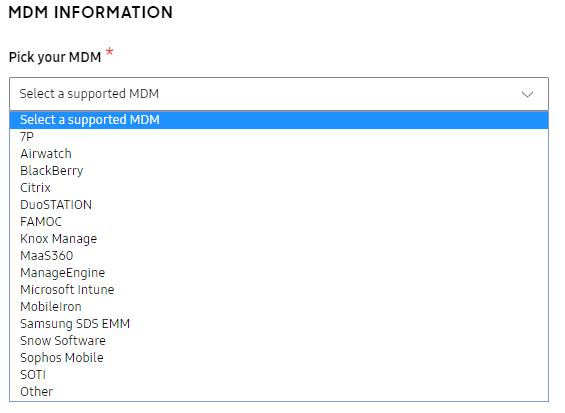 MDM INFORMATION
Pick your MDM *
Select a supported MDM
Select a supported MDM
7P
Airwatch
BlackBerry
Citrix
DuoSTATION
FAMOC
Knox Manage
MaaS360
ManageEngine
Microsoft Intune
MobileIron
Samsung SDS EMM
Snow Software
Sophos Mobile
SOTI
Other